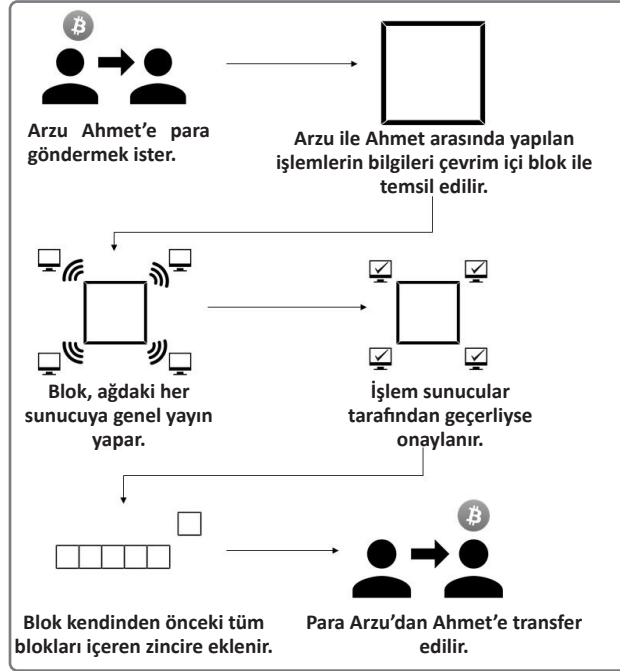 Arzu Ahmet’e para
göndermek ister.
Arzu ile Ahmet arasında yapılan
işlemlerin bilgileri çevrim içi blok ile
temsil edilir.
Blok, ağdaki her
sunucuya genel yayın
yapar.
İşlem sunucular
tarafından geçerliyse
onaylanır.
Blok kendinden önceki tüm
blokları içeren zincire eklenir.
Para Arzu’dan Ahmet’e transfer
edilir.